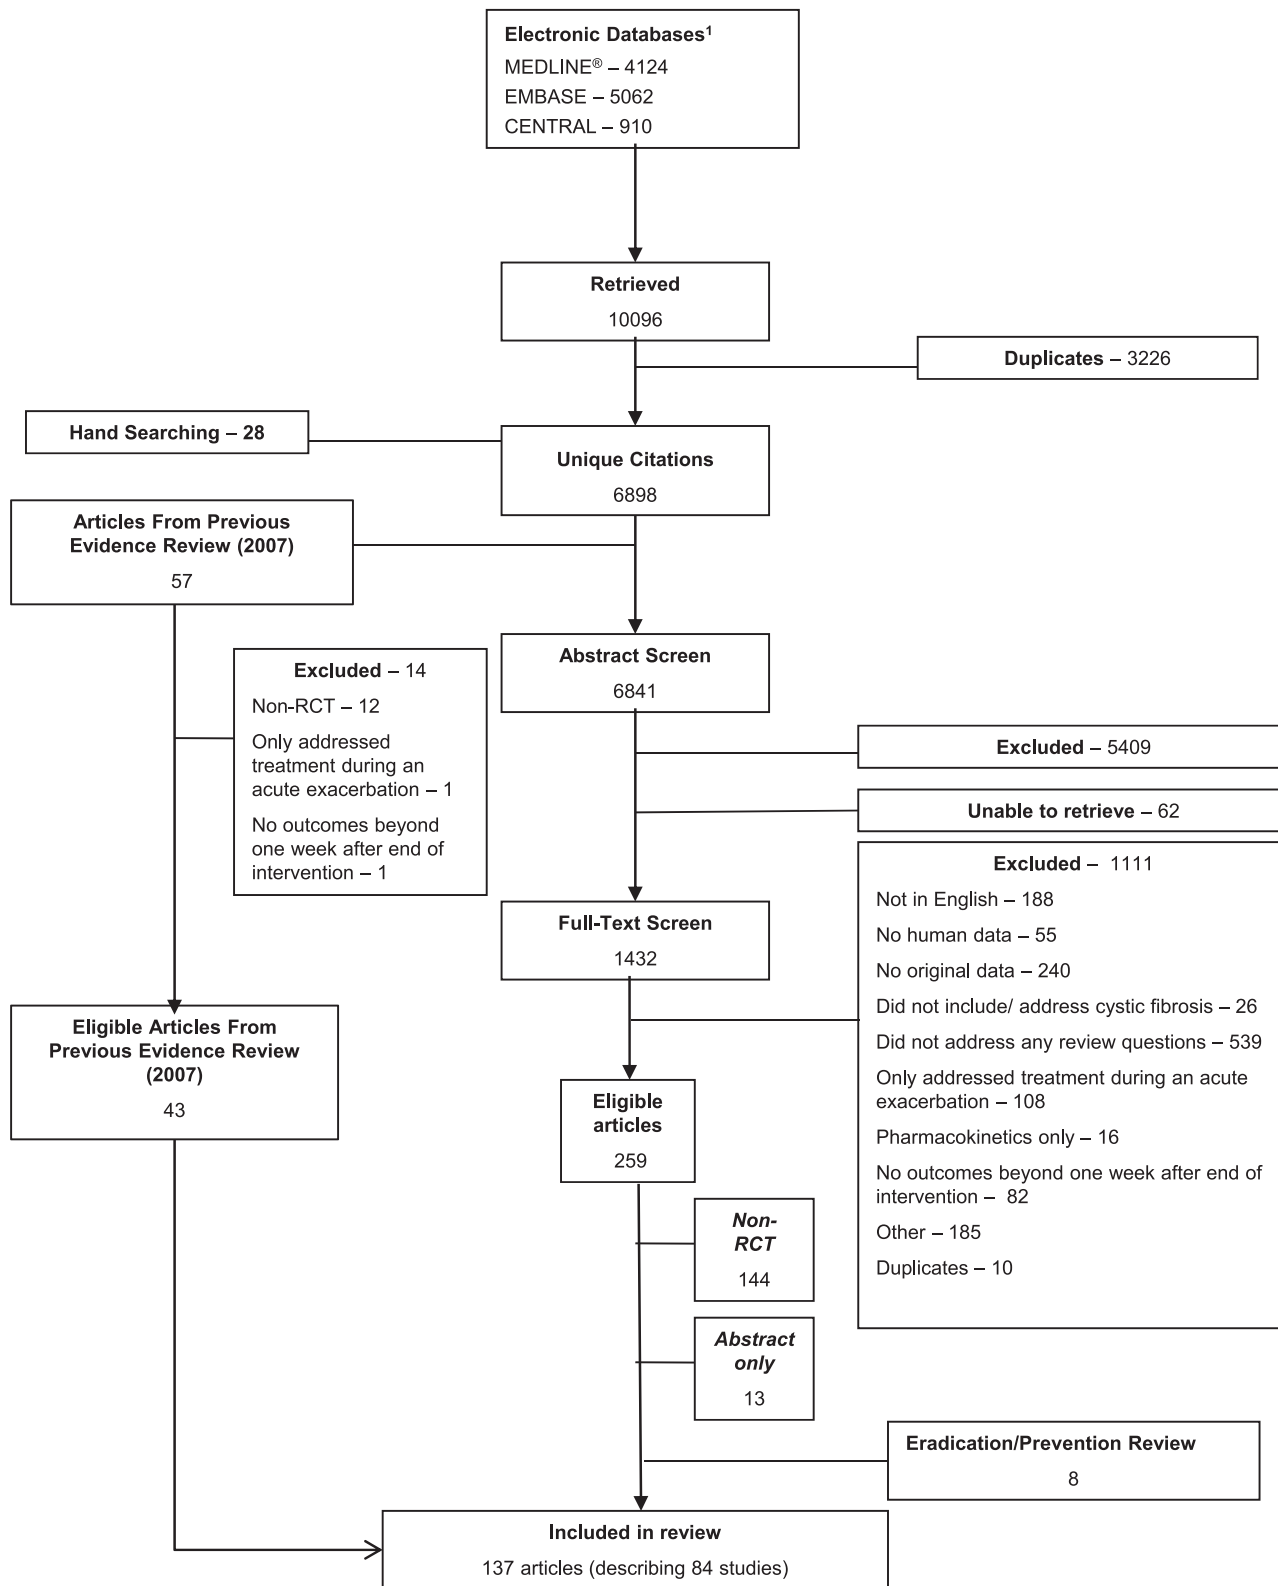 Electronic Databases¹
MEDLINE® – 4124
EMBASE – 5062
CENTRAL – 910
Retrieved
10096
Duplicates – 3226
Hand Searching – 28
Unique Citations
6898
Articles From Previous
Evidence Review (2007)
57
Abstract Screen
6841
Excluded – 14
Non-RCT – 12
Only addressed
treatment during an
acute exacerbation – 1
No outcomes beyond
one week after end of
intervention – 1
Excluded – 5409
Unable to retrieve – 62
Excluded – 1111
Not in English – 188
No human data – 55
No original data – 240
Did not include/ address cystic fibrosis – 26
Did not address any review questions – 539
Only addressed treatment during an acute
exacerbation – 108
Pharmacokinetics only – 16
No outcomes beyond one week after end of
intervention – 82
Other – 185
Duplicates – 10
Full-Text Screen
1432
Eligible Articles From
Previous Evidence Review
(2007)
43
Eligible
articles
259
Non-
RCT
144
Abstract
only
13
Eradication/Prevention Review
8
Included in review
137 articles (describing 84 studies)